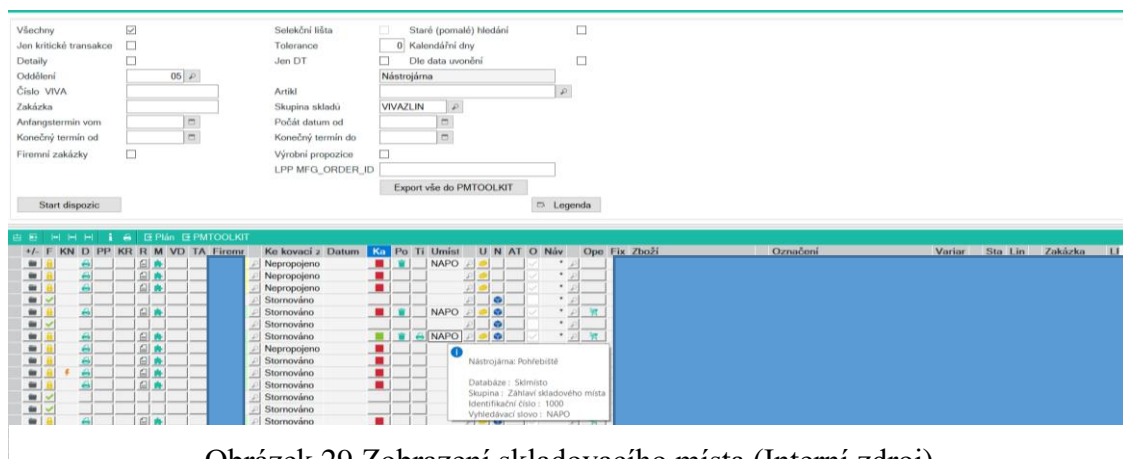 Všechny Selekční lišta Staré (pomalé) hledání
Jen kritické transakce Tolerance 0 Kalendářní dny
Detaily Jen DT Dle data uvonění
Oddělení 05 Nástrojárna
Číslo VIVA Artikl
Zakázka Skupina skladů VIVAZLIN
Anfangstermin vom Počát datum od
Konečný termín od Konečný termín do
Firemní zakázky Výrobní propozice
LPP MFG_ORDER_ID
Export vše do PMTOOLKIT
Start dispozic Legenda
Plán PMTOOLKIT
+/- F KN D PP KR R M VD TA Firemr Ke kovací z Datum Ka Po Ti Umíst U N AT O Náv Ope Fix Zboží Označení Variar Sta Lin Zakázka LI
Nepropojeno NAPO *
Nepropojeno *
Nepropojeno *
Stornováno *
Stornováno NAPO *
Stornováno *
Stornováno NAPO *
Nepropojeno
Stornováno
Stornováno
Stornováno
Stornováno
Stornováno
Nástrojárna: Pohřebiště
Databáze : Sklmísto
Skupina : Záhlaví skladového místa
Identifikační číslo : 1000
Vyhledávací slovo : NAPO
Obrázek 29 Zobrazení skladovacího místa (Interní zdroj)